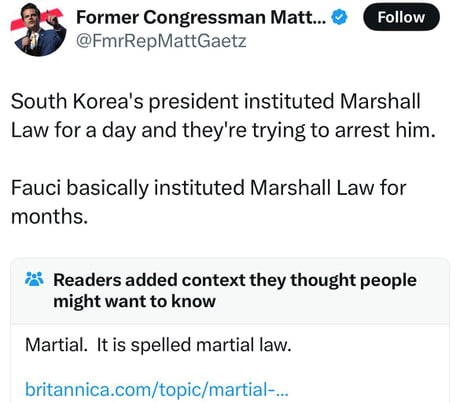 Former Congressman Matt...
Follow
@FmrRepMattGaetz
South Korea's president instituted Marshall
Law for a day and they're trying to arrest him.
Fauci basically instituted Marshall Law for
months.
Readers added context they thought people
might want to know
Martial.  It is spelled martial law.
britannica.com/topic/martial-...